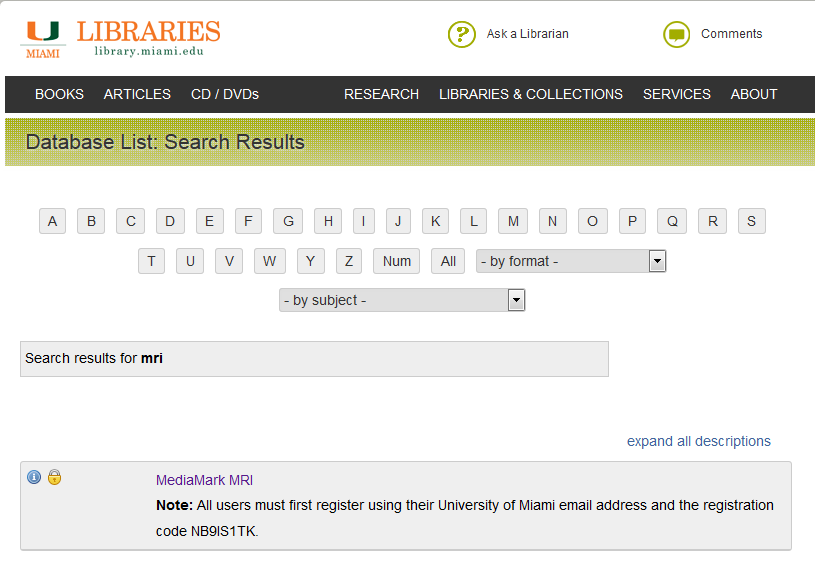 U
MIAMI
LIBRARIES
library.miami.edu
? Ask a Librarian
Comments
BOOKS ARTICLES CD / DVDs RESEARCH LIBRARIES & COLLECTIONS SERVICES ABOUT
Database List: Search Results
A B C D E F G H I J K L M N O P Q R S
T U V W Y Z Num All - by format -
- by subject -
Search results for mri
expand all descriptions
MediaMark MRI
Note: All users must first register using their University of Miami email address and the registration
code NB9IS1TK.